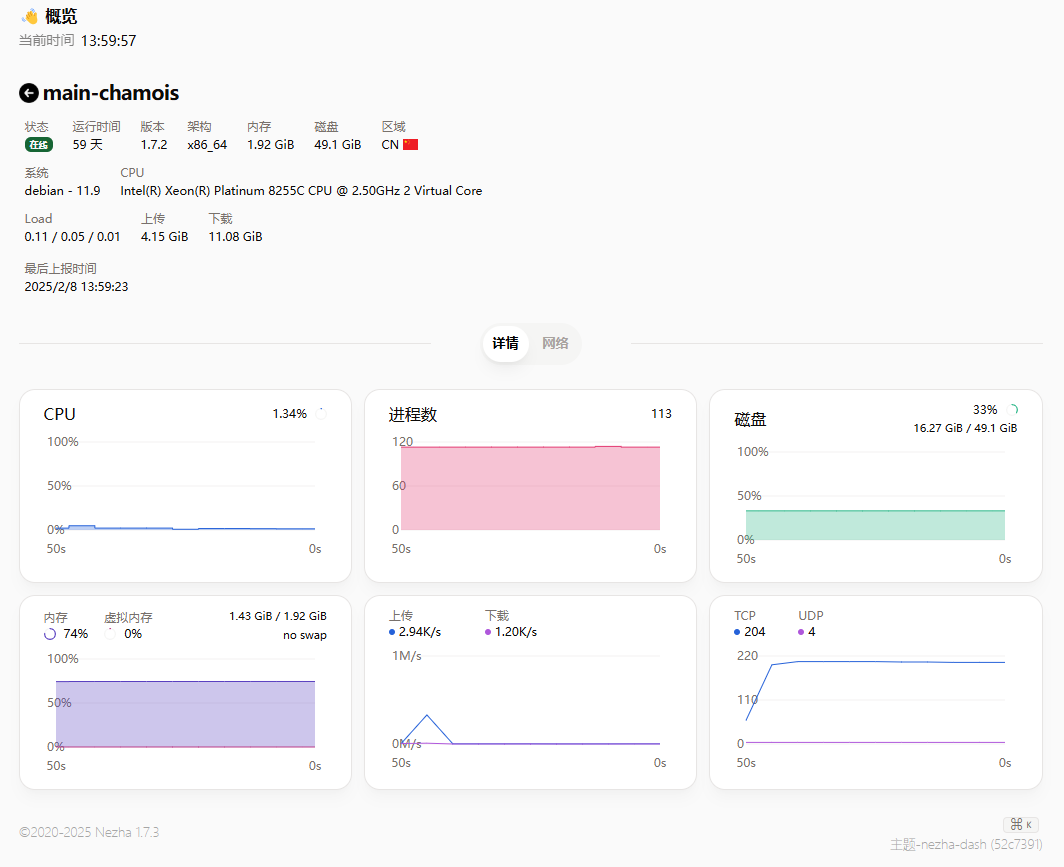 👋 概览
当前时间 13:59:57
main-chamois
状态 运行时间 版本 架构 内存 磁盘 区域
在线 59 天 1.7.2 x86_64 1.92 GiB 49.1 GiB CN
系统 CPU
debian - 11.9 Intel(R) Xeon(R) Platinum 8255C CPU @ 2.50GHz 2 Virtual Core
Load 上传 下载
0.11 / 0.05 / 0.01 4.15 GiB 11.08 GiB
最后上报时间
2025/2/8 13:59:23
详情 网络
CPU 1.34%
100%
50%
0%
50s 0s
进程数 113
120
60
0
50s 0s
磁盘 33%
16.27 GiB / 49.1 GiB
100%
50%
0%
50s 0s
内存 虚拟内存 1.43 GiB / 1.92 GiB
74% 0% no swap
100%
50%
0%
50s 0s
上传 下载
2.94K/s 1.20K/s
1M/s
0M/s
50s 0s
TCP UDP
204 4
220
110
0
50s 0s
©2020-2025 Nezha 1.7.3
⌘ K
主题-nezha-dash (52c7391)